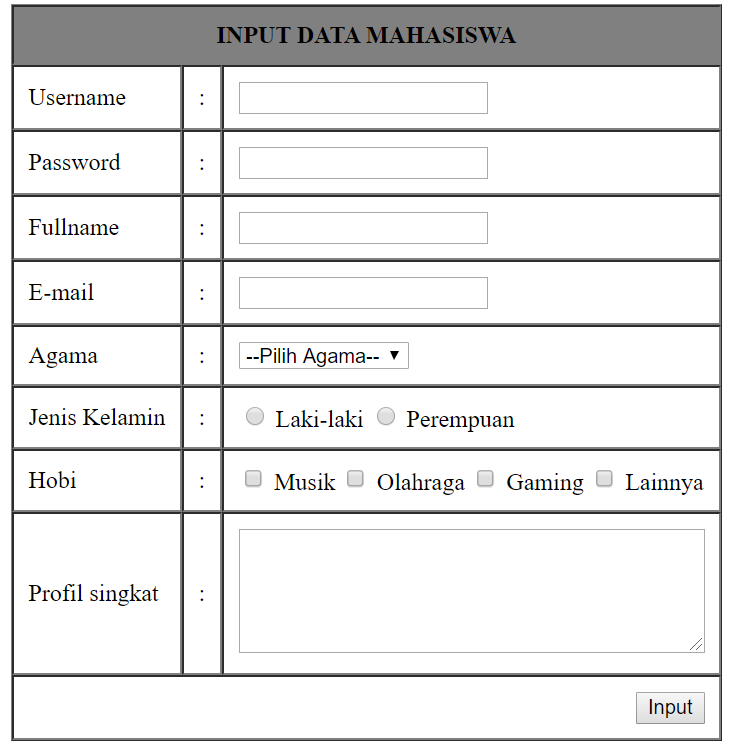 INPUT DATA MAHASISWA
Username :
Password :
Fullname :
E-mail :
Agama : --Pilih Agama--
Jenis Kelamin : Laki-laki Perempuan
Hobi : Musik Olahraga Gaming Lainnya
Profil singkat :
Input